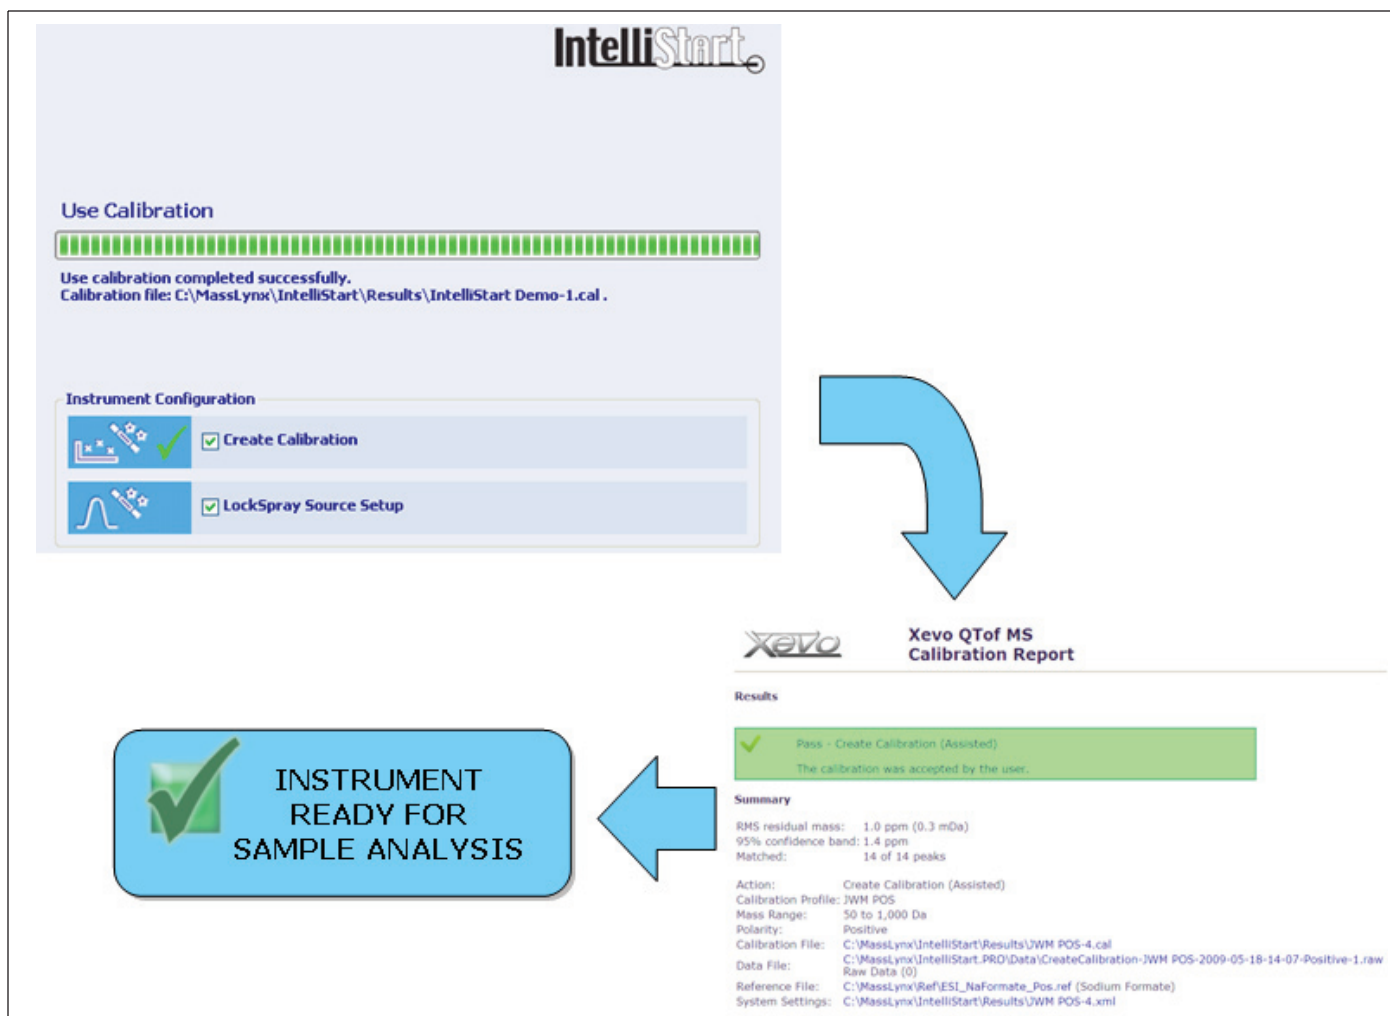 IntelliStart
Use Calibration
Use calibration completed successfully.
Calibration file: C:\MassLynx\IntelliStart\Results\IntelliStart Demo-1.cal .
Instrument Configuration
Create Calibration
LockSpray Source Setup
Xevo
Xevo QTof MS
Calibration Report
Results
Pass - Create Calibration (Assisted)
The calibration was accepted by the user.
Summary
RMS residual mass: 1.0 ppm (0.3 mDa)
95% confidence band: 1.4 ppm
Matched: 14 of 14 peaks
Action: Create Calibration (Assisted)
Calibration Profile: JWM POS
Mass Range: 50 to 1,000 Da
Polarity: Positive
Calibration File: C:\MassLynx\IntelliStart\Results\JWM POS-4.cal
Data File: C:\MassLynx\IntelliStart.PRO\Data\CreateCalibration-JWM POS-2009-05-18-14-07-Positive-1.raw
Raw Data (0)
Reference File: C:\MassLynx\Ref\ESI_NaFormate_Pos.ref (Sodium Formate)
System Settings: C:\MassLynx\IntelliStart\Results\JWM POS-4.xml
INSTRUMENT
READY FOR
SAMPLE ANALYSIS